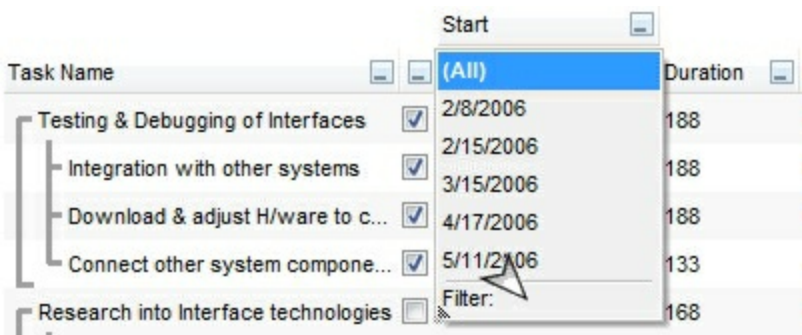 Start
Task Name
(All)
Duration
Testing & Debugging of Interfaces
2/8/2006
188
2/15/2006
Integration with other systems
188
3/15/2006
Download & adjust H/ware to c...
4/17/2006
188
Connect other system compone...
5/11/2006
133
Filter:
Research into Interface technologies
168